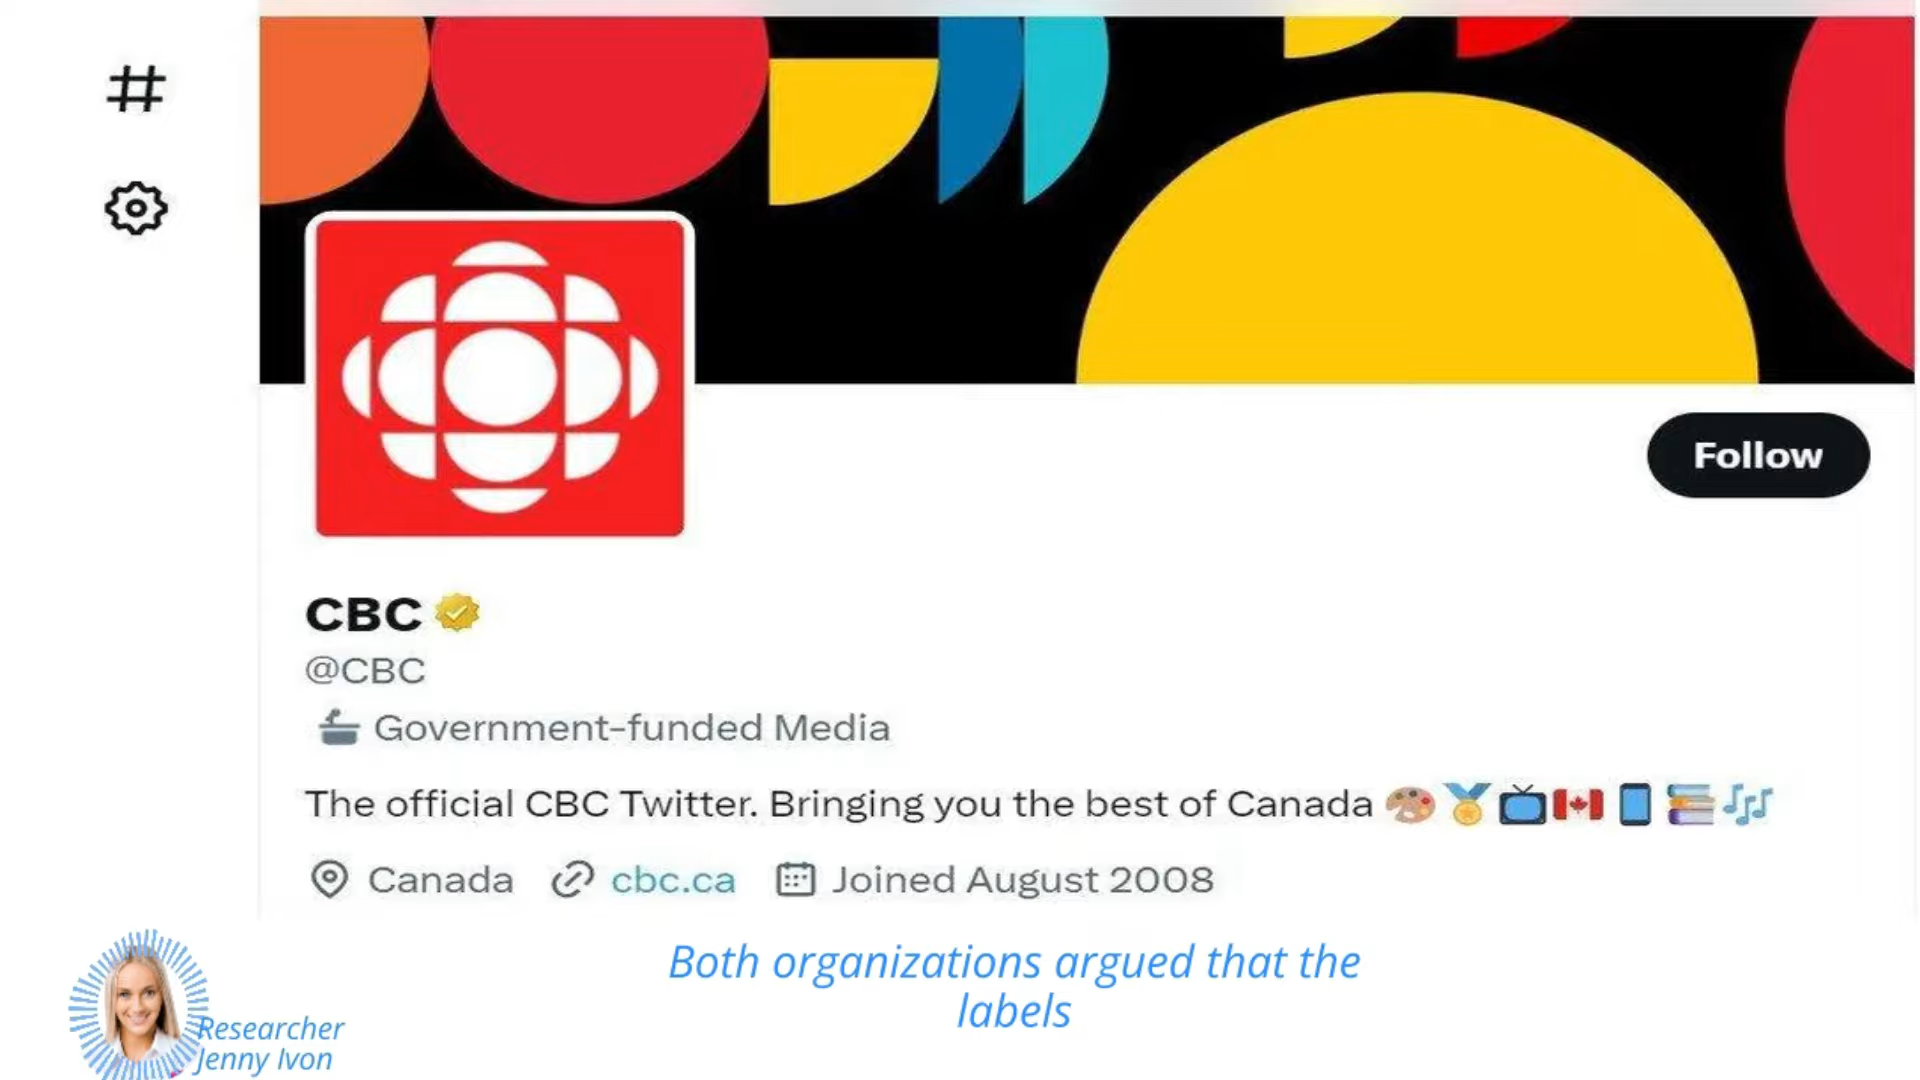 #
Follow
CBC
@CBC
Government-funded Media
The official CBC Twitter. Bringing you the best of Canada 🎨🏅📺🇨🇦📱📚🎶
Canada cbc.ca Joined August 2008
Both organizations argued that the
labels
Researcher
Jenny Ivon